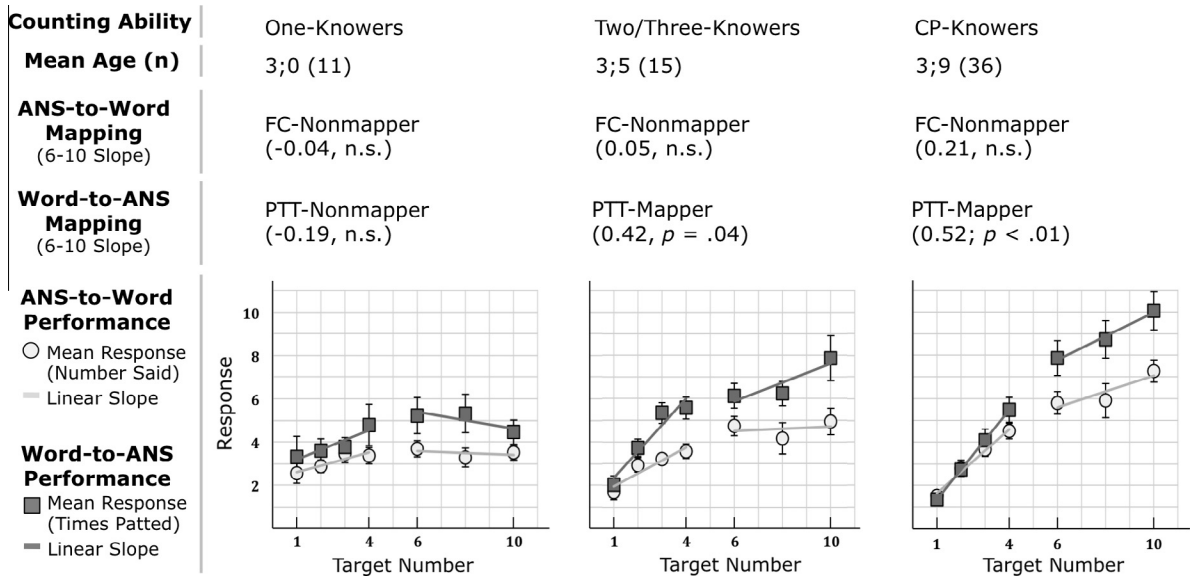 Counting Ability
One-Knowers
Two/Three-Knowers
CP-Knowers
Mean Age (n)
3;0 (11)
3;5 (15)
3;9 (36)
ANS-to-Word
Mapping
(6-10 Slope)
FC-Nonmapper
(-0.04, n.s.)
FC-Nonmapper
(0.05, n.s.)
FC-Nonmapper
(0.21, n.s.)
Word-to-ANS
Mapping
(6-10 Slope)
PTT-Nonmapper
(-0.19, n.s.)
PTT-Mapper
(0.42, p = .04)
PTT-Mapper
(0.52; p < .01)
ANS-to-Word
Performance
Mean Response
(Number Said)
Linear Slope
Word-to-ANS
Performance
Mean Response
(Times Patted)
Linear Slope
Response
10
8
6
4
2
1 4 6 10
Target Number
1 4 6 10
Target Number
1 4 6 10
Target Number